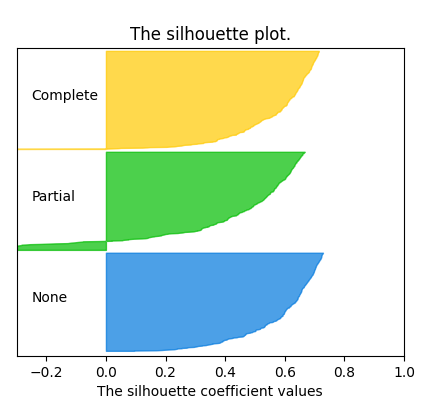 The silhouette plot.
Complete
Partial
None
−0.2 0.0 0.2 0.4 0.6 0.8 1.0
The silhouette coefficient values